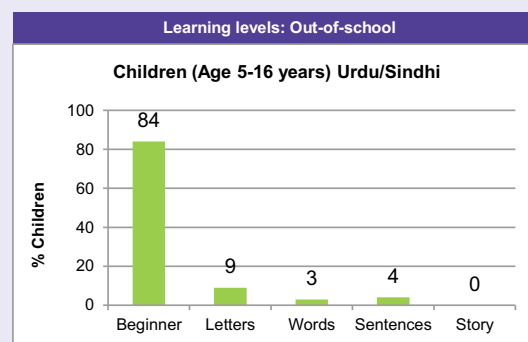 Learning levels: Out-of-school
Children (Age 5-16 years) Urdu/Sindhi
% Children
100
80
60
40
20
0
84
9
3
4
0
Beginner Letters Words Sentences Story